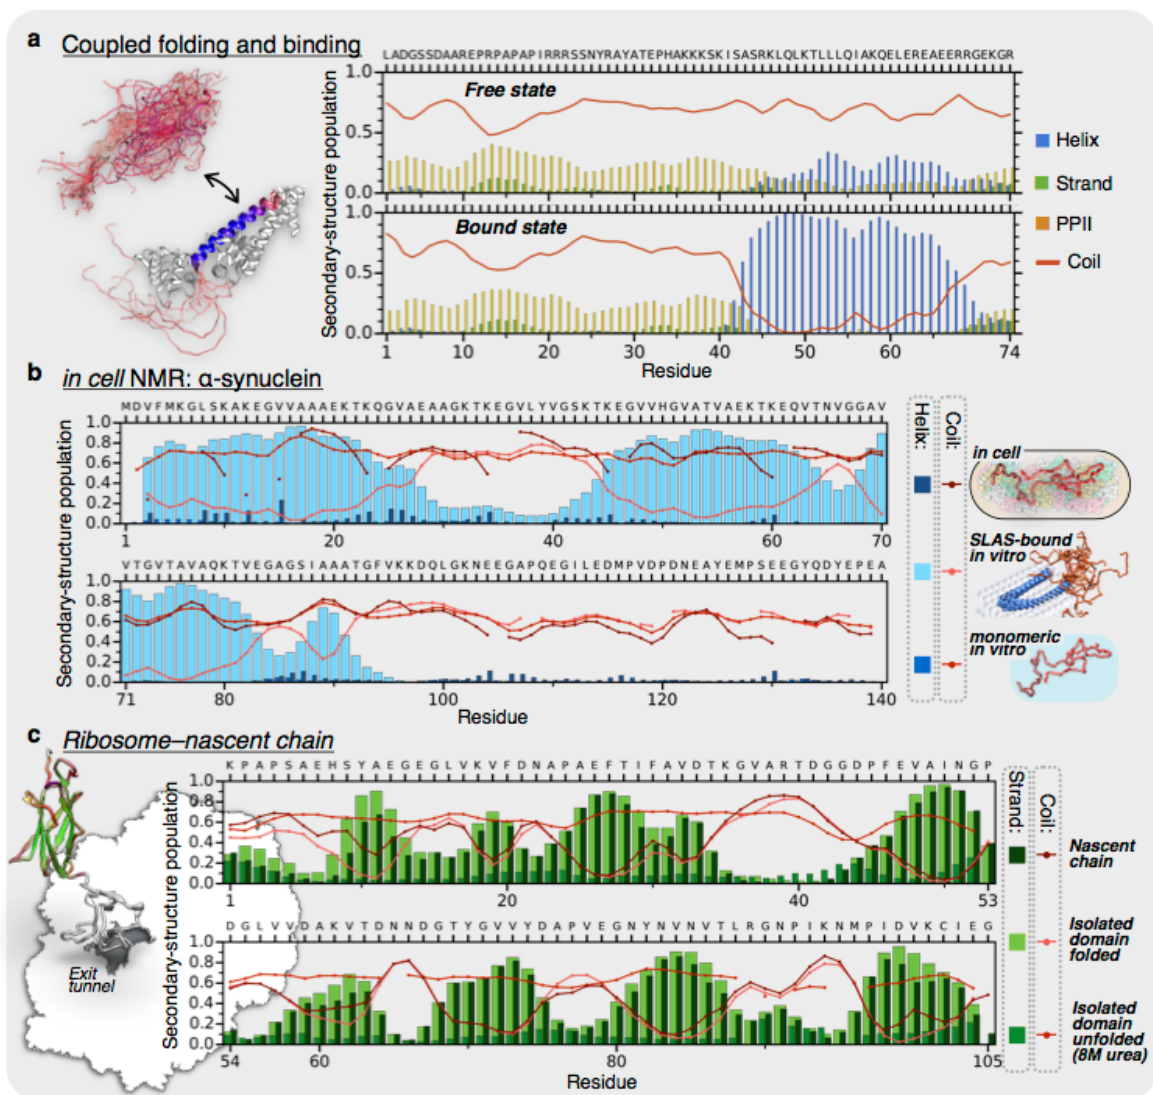 a Coupled folding and binding
LADGSSDAAREPRPAPAPIRRRSSNYRAYATEPHAKKKSKISASRKLQLKTLLLQIAKQELEREAEERRGEKGR
Secondary-structure population
1.0
0.5
0.0
Free state
1.0
0.5
0.0
Bound state
1 10 20 30 40 50 60 74
Residue
Helix
Strand
PPII
Coil
b in cell NMR: α-synuclein
MDVFMKGLSKAKEGVVAAAEKTKQGVAEAAGKTKEGVLYVGSKTKEGVVHGVATVAEKTKEQVTNVGGAV
Secondary-structure population
1.0
0.8
0.6
0.4
0.2
0.0
1 20 40 60 70
VTGVTAVAQKTVEGAGSIAAATGFVKKDQLGKNEEGAPQEGILEDMPVDPDNEAYEMPSEEGYQDYEPEA
1.0
0.8
0.6
0.4
0.2
0.0
71 80 100 120 140
Residue
Helix:
Coil:
in cell
SLAS-bound
in vitro
monomeric
in vitro
c Ribosome–nascent chain
Exit
tunnel
KPAPSAEHSYAEGEGLVKVFDNAPAEFTIFAVDTKGVARTDGGDPFEVAINGP
Secondary-structure population
1.0
0.8
0.6
0.4
0.2
0.0
1 20 40 53
DGLVVDAKVTDNNDGTYGVVYDAPVEGNYNVNVTLRGNPIKNMPIDVKCIEG
1.0
0.8
0.6
0.4
0.2
0.0
54 60 80 105
Residue
Strand:
Coil:
Nascent
chain
Isolated
domain
folded
Isolated
domain
unfolded
(8M urea)